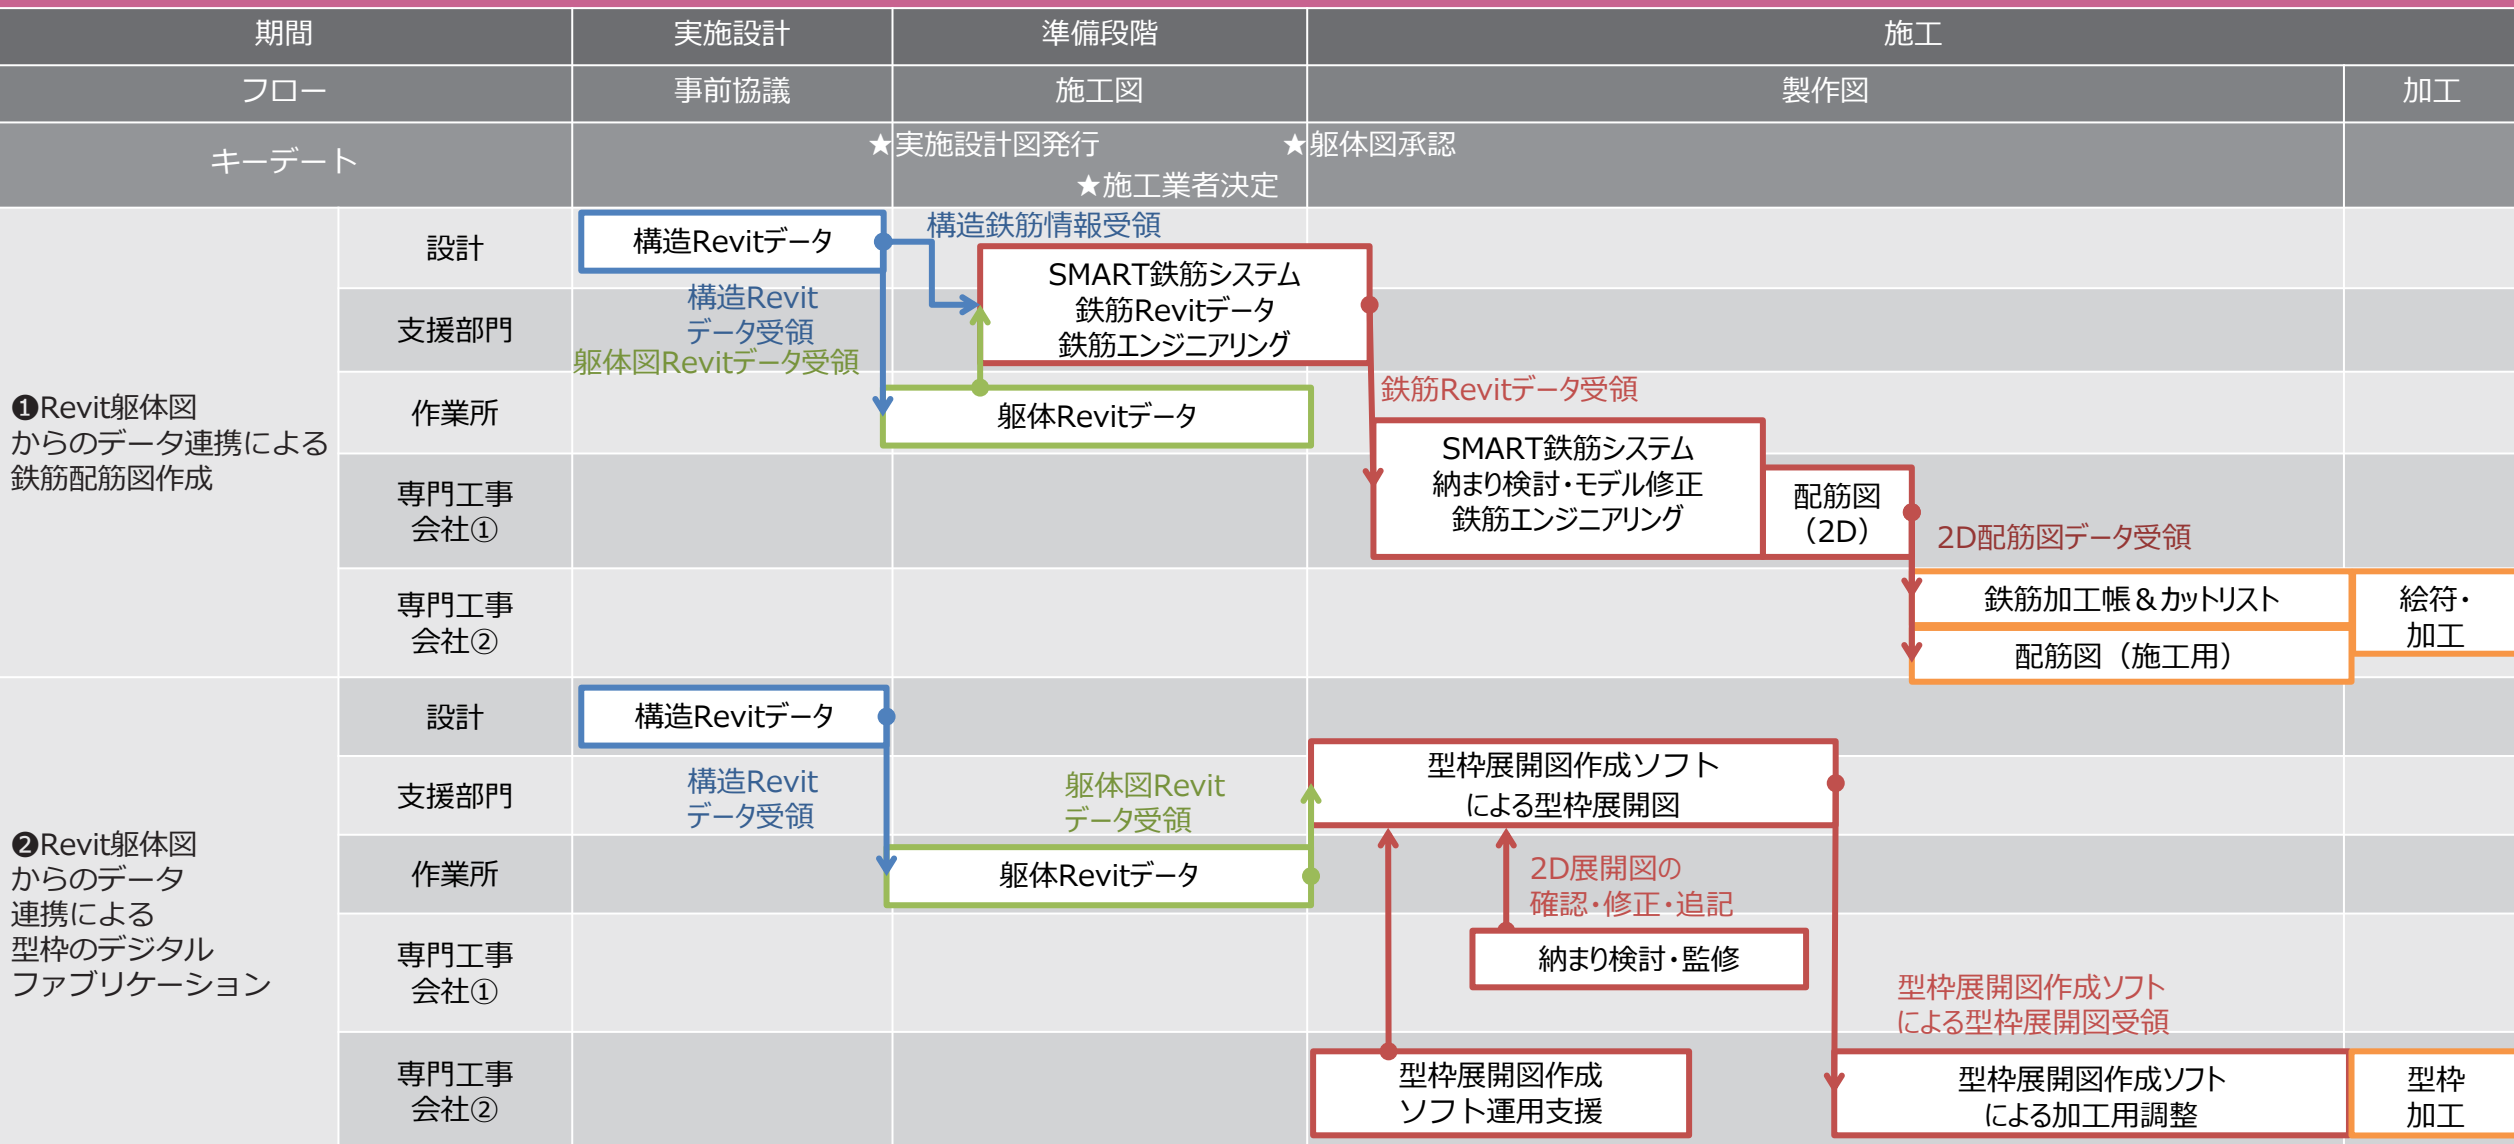 期間
実施設計
準備段階
施工
フロー
事前協議
施工図
製作図
加工
キーデート
★実施設計図発行
★躯体図承認
★施工業者決定
❶Revit躯体図
からのデータ連携による
鉄筋配筋図作成
設計
支援部門
作業所
専門工事
会社①
専門工事
会社②
構造Revitデータ
構造鉄筋情報受領
構造Revit
データ受領
躯体図Revitデータ受領
SMART鉄筋システム
鉄筋Revitデータ
鉄筋エンジニアリング
躯体Revitデータ
鉄筋Revitデータ受領
SMART鉄筋システム
納まり検討・モデル修正
鉄筋エンジニアリング
配筋図
（2D）
2D配筋図データ受領
鉄筋加工帳＆カットリスト
配筋図（施工用）
絵符・
加工
❷Revit躯体図
からのデータ
連携による
型枠のデジタル
ファブリケーション
設計
支援部門
作業所
専門工事
会社①
専門工事
会社②
構造Revitデータ
構造Revit
データ受領
躯体図Revit
データ受領
躯体Revitデータ
型枠展開図作成ソフト
による型枠展開図
2D展開図の
確認・修正・追記
納まり検討・監修
型枠展開図作成ソフト
による型枠展開図受領
型枠展開図作成
ソフト運用支援
型枠展開図作成ソフト
による加工用調整
型枠
加工